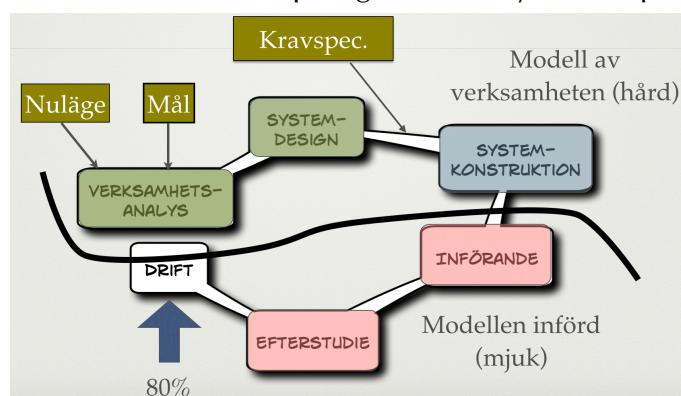 Kravspec.
Modell av
verksamheten (hård)
Nuläge
Mål
SYSTEM-
DESIGN
SYSTEM-
KONSTRUKTION
VERKSAMHETS-
ANALYS
INFÖRANDE
DRIFT
EFTERSTUDIE
Modellen införd
(mjuk)
80%